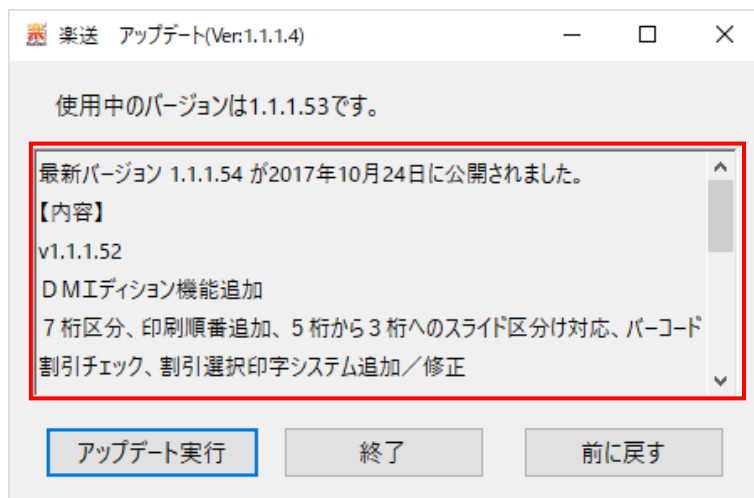 楽送 アップデート(Ver:1.1.1.4)
使用中のバージョンは1.1.1.53です。
最新バージョン 1.1.1.54 が2017年10月24日に公開されました。
【内容】
v1.1.1.52
ＤＭエディション機能追加
７桁区分、印刷順番追加、５桁から３桁へのスライド区分け対応、バーコード
割引チェック、割引選択印字システム追加／修正
アップデート実行 終了 前に戻す